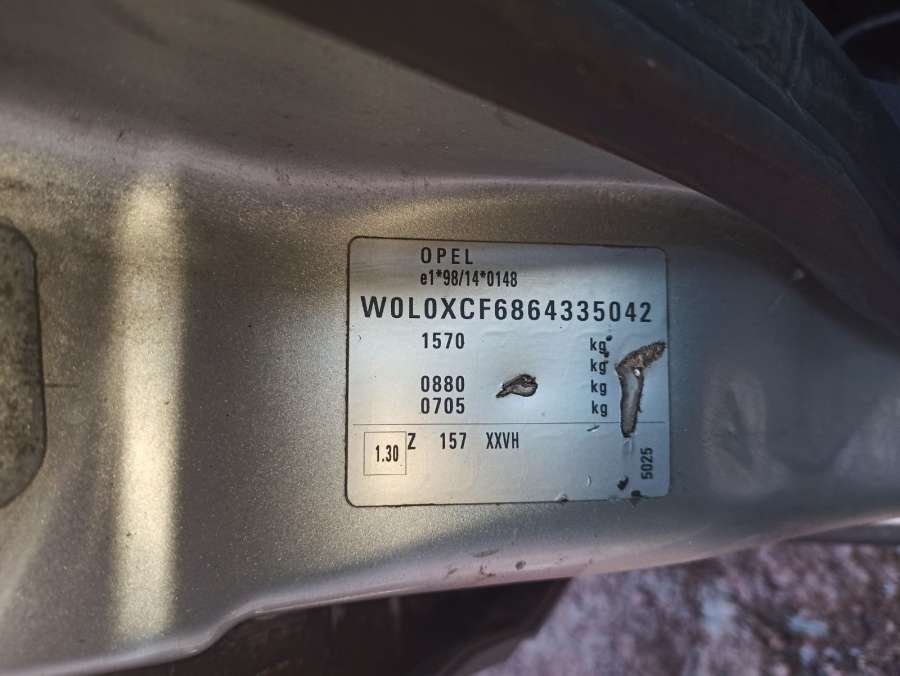 OPEL
e1*98/14*0148
W0L0XCF6864335042
1570 kg
kg
0880 kg
0705 kg
1.30 Z 157 XXVH
5025